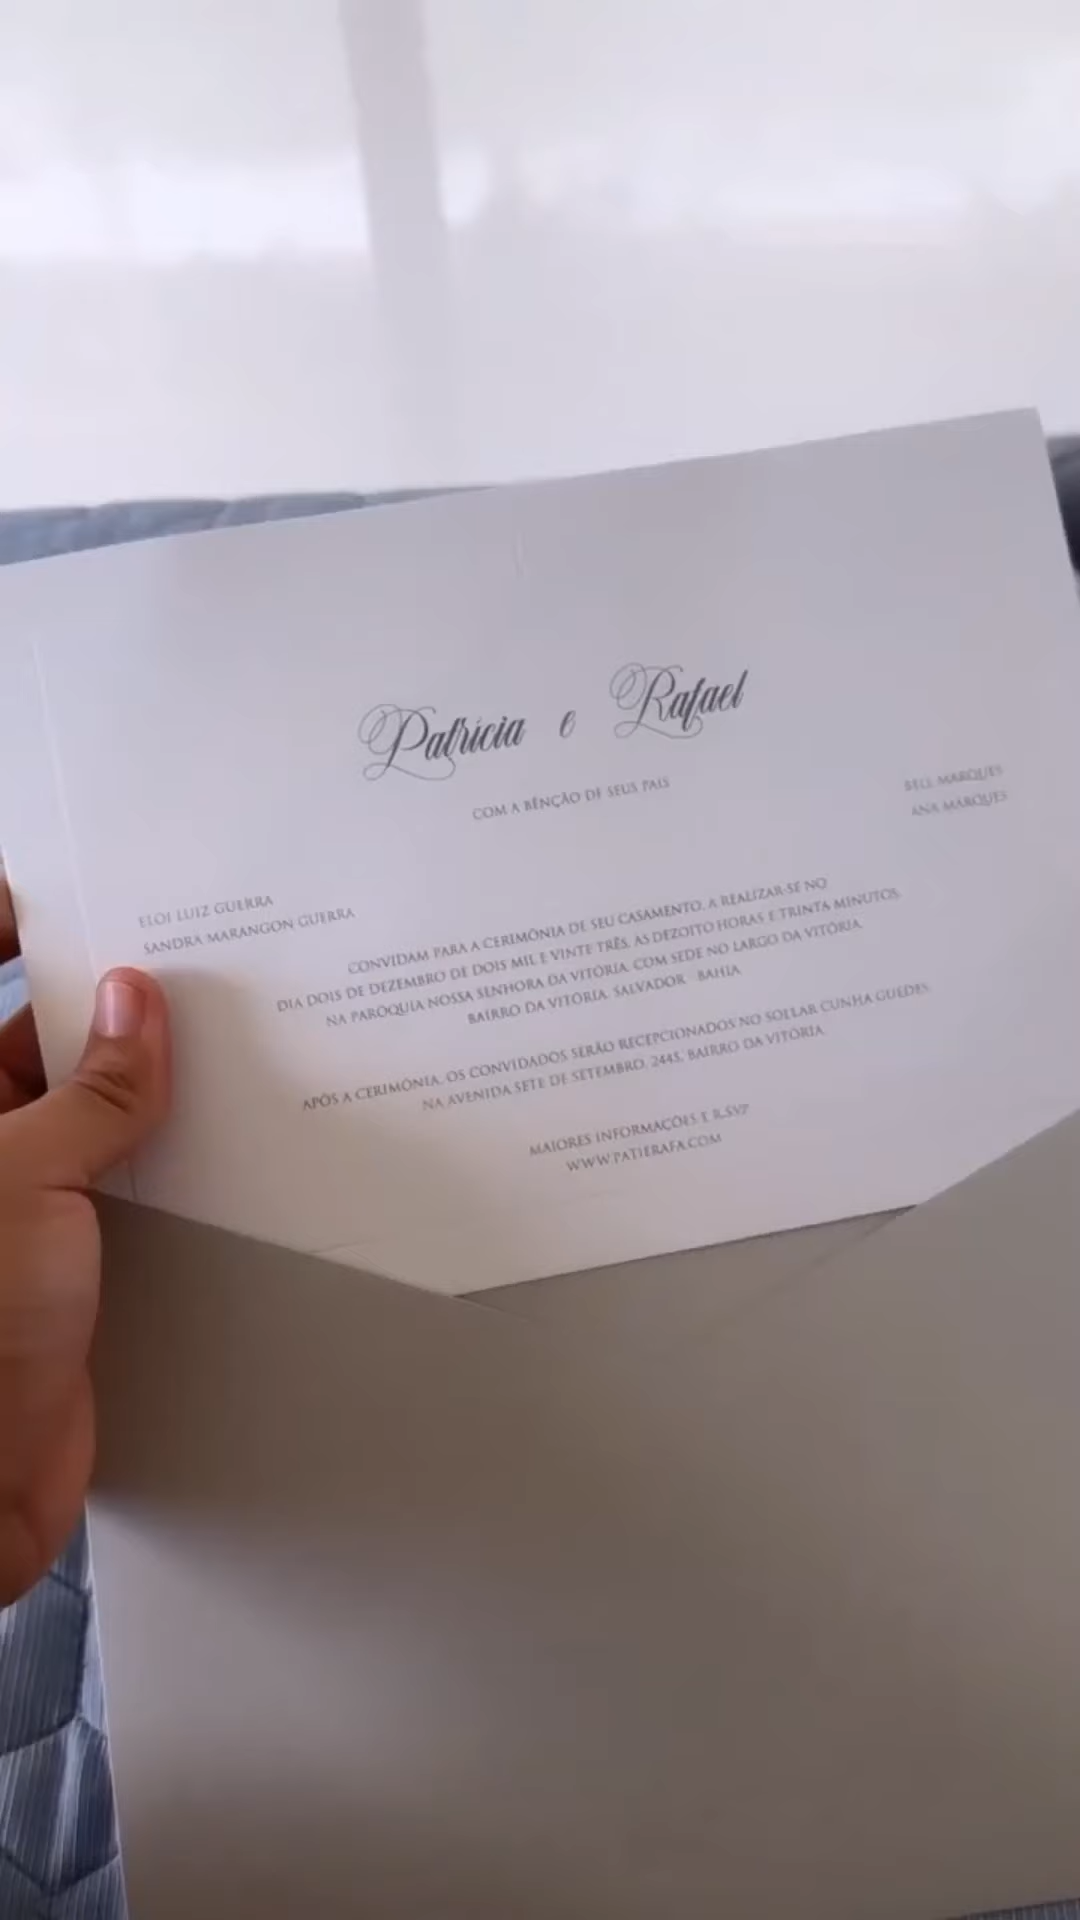 Patrícia e Rafael
COM A BÊNÇÃO DE SEUS PAIS
ELOI LUIZ GUERRA
SANDRA MARANGON GUERRA
BELL MARQUES
ANA MARQUES
CONVIDAM PARA A CERIMÔNIA DE SEU CASAMENTO, A REALIZAR-SE NO
DIA DOIS DE DEZEMBRO DE DOIS MIL E VINTE TRÊS, ÀS DEZOITO HORAS E TRINTA MINUTOS,
NA PAROQUIA NOSSA SENHORA DA VITÓRIA, COM SEDE NO LARGO DA VITÓRIA,
BAIRRO DA VITÓRIA, SALVADOR - BAHIA
APÓS A CERIMÔNIA, OS CONVIDADOS SERÃO RECEPCIONADOS NO SOLLAR CUNHA GUEDES,
NA AVENIDA SETE DE SETEMBRO, 2445, BAIRRO DA VITÓRIA.
MAIORES INFORMAÇÕES E R.S.V.P
WWW.PATIERAFA.COM